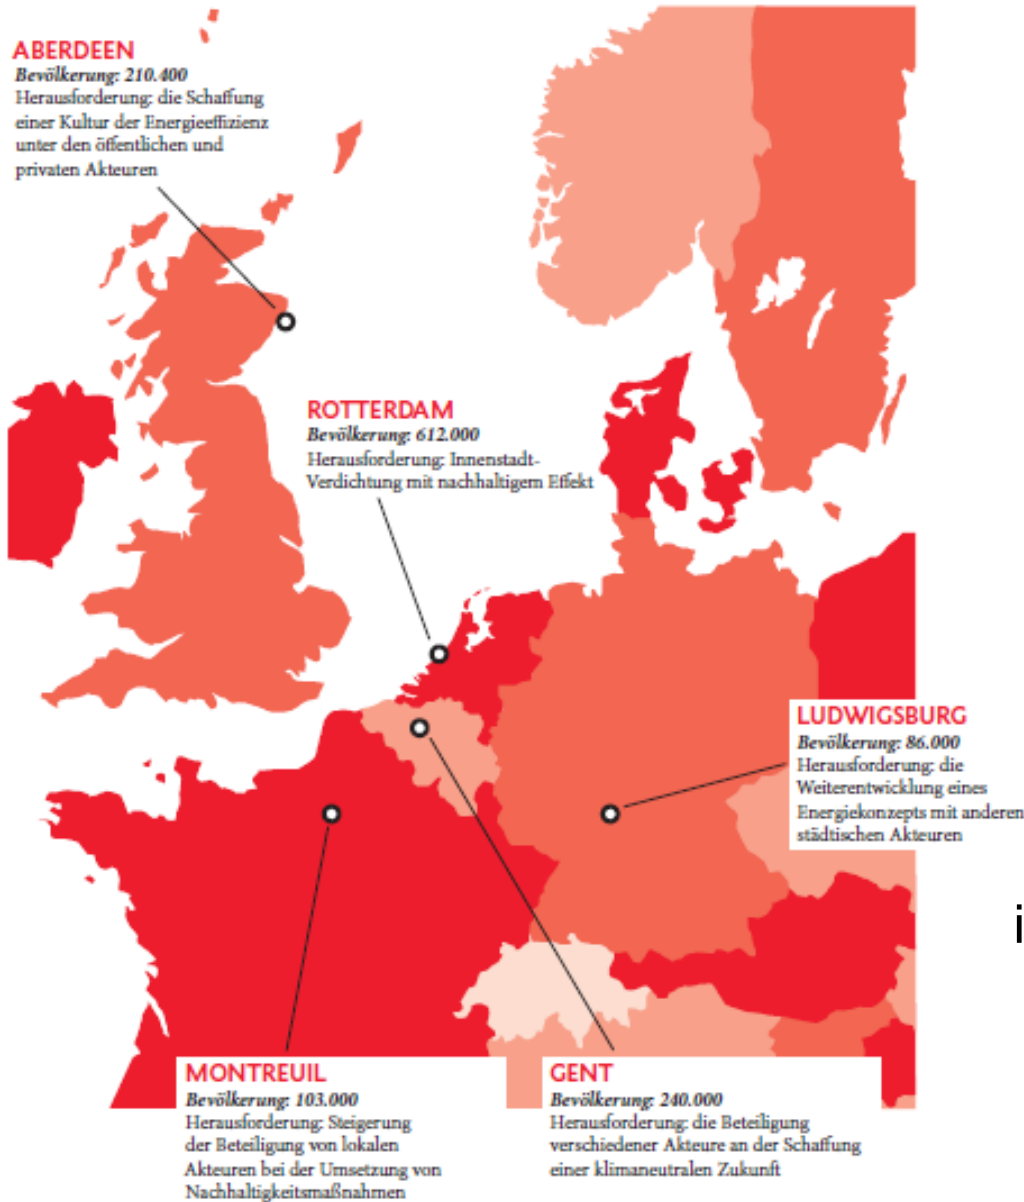 ABERDEEN
Bevölkerung: 210.400
Herausforderung: die Schaffung
einer Kultur der Energieeffizienz
unter den öffentlichen und
privaten Akteuren
ROTTERDAM
Bevölkerung: 612.000
Herausforderung: Innenstadt-
Verdichtung mit nachhaltigem Effekt
LUDWIGSBURG
Bevölkerung: 86.000
Herausforderung: die
Weiterentwicklung eines
Energiekonzepts mit anderen
städtischen Akteuren
i
MONTREUIL
Bevölkerung: 103.000
Herausforderung: Steigerung
der Beteiligung von lokalen
Akteuren bei der Umsetzung von
Nachhaltigkeitsmaßnahmen
GENT
Bevölkerung: 240.000
Herausforderung: die Beteiligung
verschiedener Akteure an der Schaffung
einer klimaneutralen Zukunft